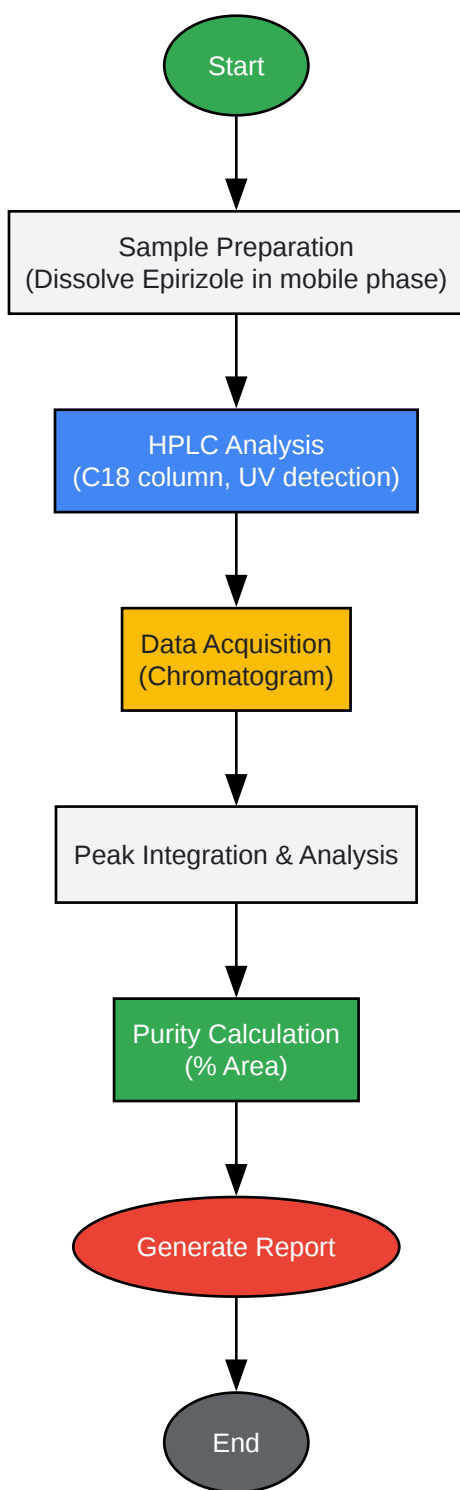 Start
Sample Preparation
(Dissolve Epirizole in mobile phase)
HPLC Analysis
(C18 column, UV detection)
Data Acquisition
(Chromatogram)
Peak Integration & Analysis
Purity Calculation
(% Area)
Generate Report
End